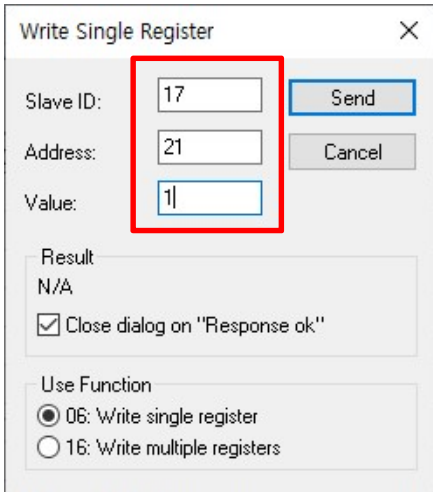 Write Single Register
Slave ID: 17 Send
Address: 21 Cancel
Value: 1
Result
N/A
Close dialog on "Response ok"
Use Function
06: Write single register
16: Write multiple registers